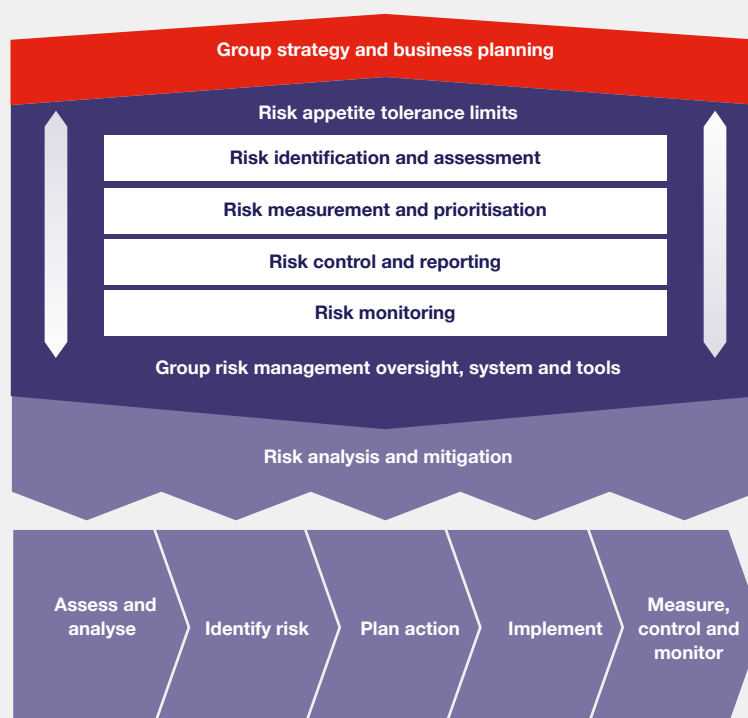 Group strategy and business planning
Risk appetite tolerance limits
Risk identification and assessment
Risk measurement and prioritisation
Risk control and reporting
Risk monitoring
Group risk management oversight, system and tools
Risk analysis and mitigation
Assess and
analyse
Identify risk
Plan action
Implement
Measure,
control and
monitor